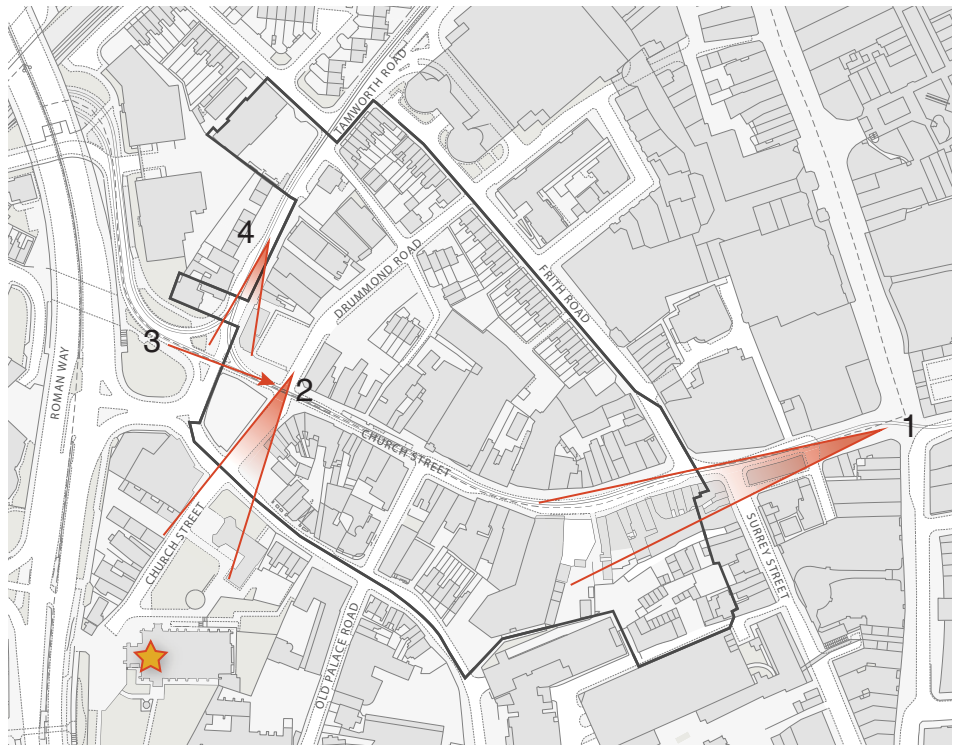 TAMWORTH ROAD
4
DRUMMOND ROAD
FRITH ROAD
3
ROMAN WAY
2
CHURCH STREET
1
CHURCH STREET
SURREY STREET
OLD PALACE ROAD